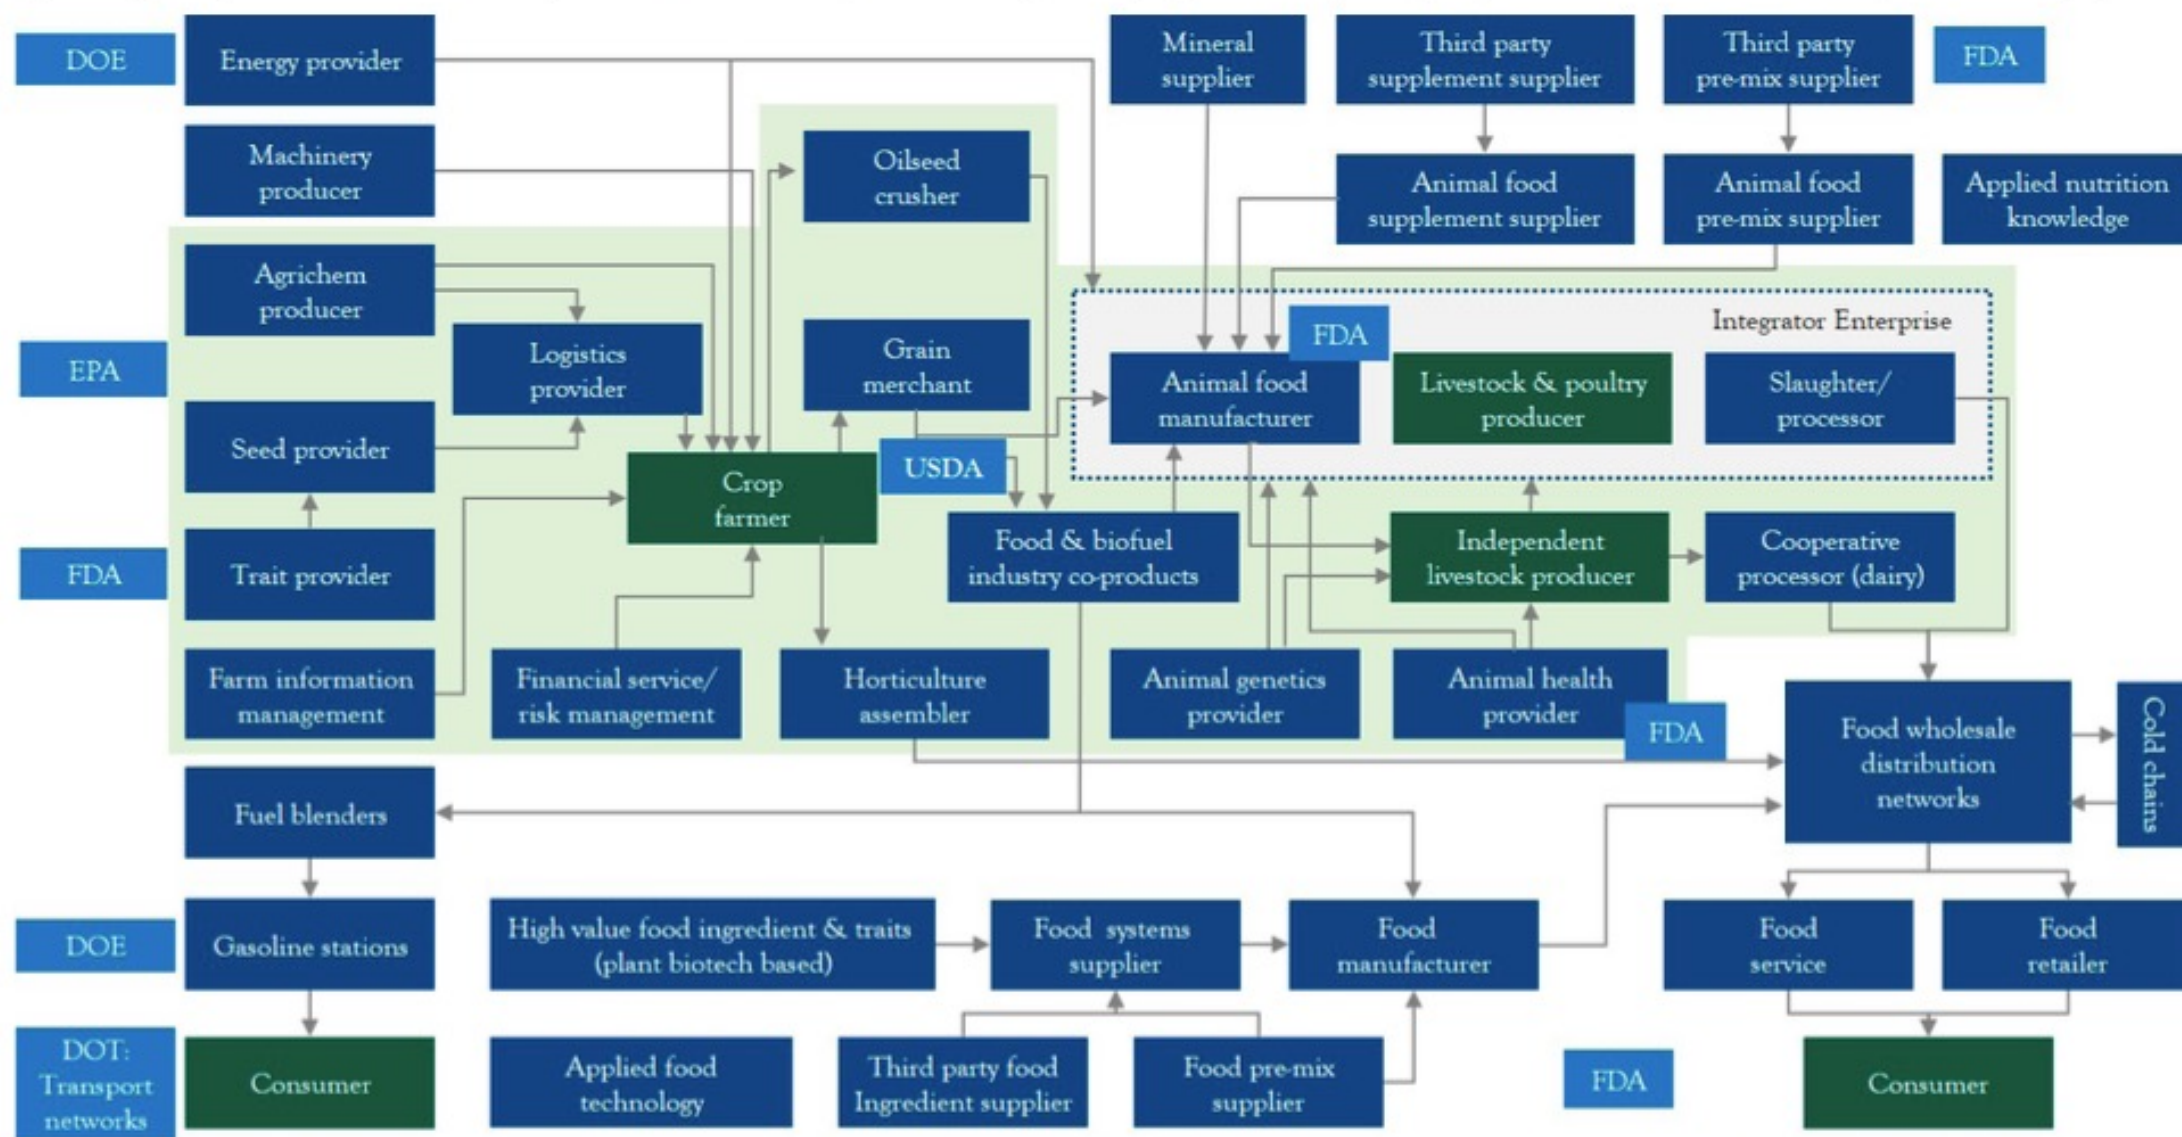 DOE
Energy provider
Mineral
supplier
Third party
supplement supplier
Third party
pre-mix supplier
FDA
Machinery
producer
Oilseed
crusher
Animal food
supplement supplier
Animal food
pre-mix supplier
Applied nutrition
knowledge
Agrichem
producer
Integrator Enterprise
FDA
EPA
Logistics
provider
Grain
merchant
Animal food
manufacturer
Livestock & poultry
producer
Slaughter/
processor
Seed provider
Crop
farmer
USDA
FDA
Trait provider
Food & biofuel
industry co-products
Independent
livestock producer
Cooperative
processor (dairy)
Farm information
management
Financial service/
risk management
Horticulture
assembler
Animal genetics
provider
Animal health
provider
FDA
Food wholesale
distribution
networks
Cold chains
Fuel blenders
DOE
Gasoline stations
High value food ingredient & traits
(plant biotech based)
Food systems
supplier
Food
manufacturer
Food
service
Food
retailer
DOT:
Transport
networks
Consumer
Applied food
technology
Third party food
Ingredient supplier
Food pre-mix
supplier
FDA
Consumer